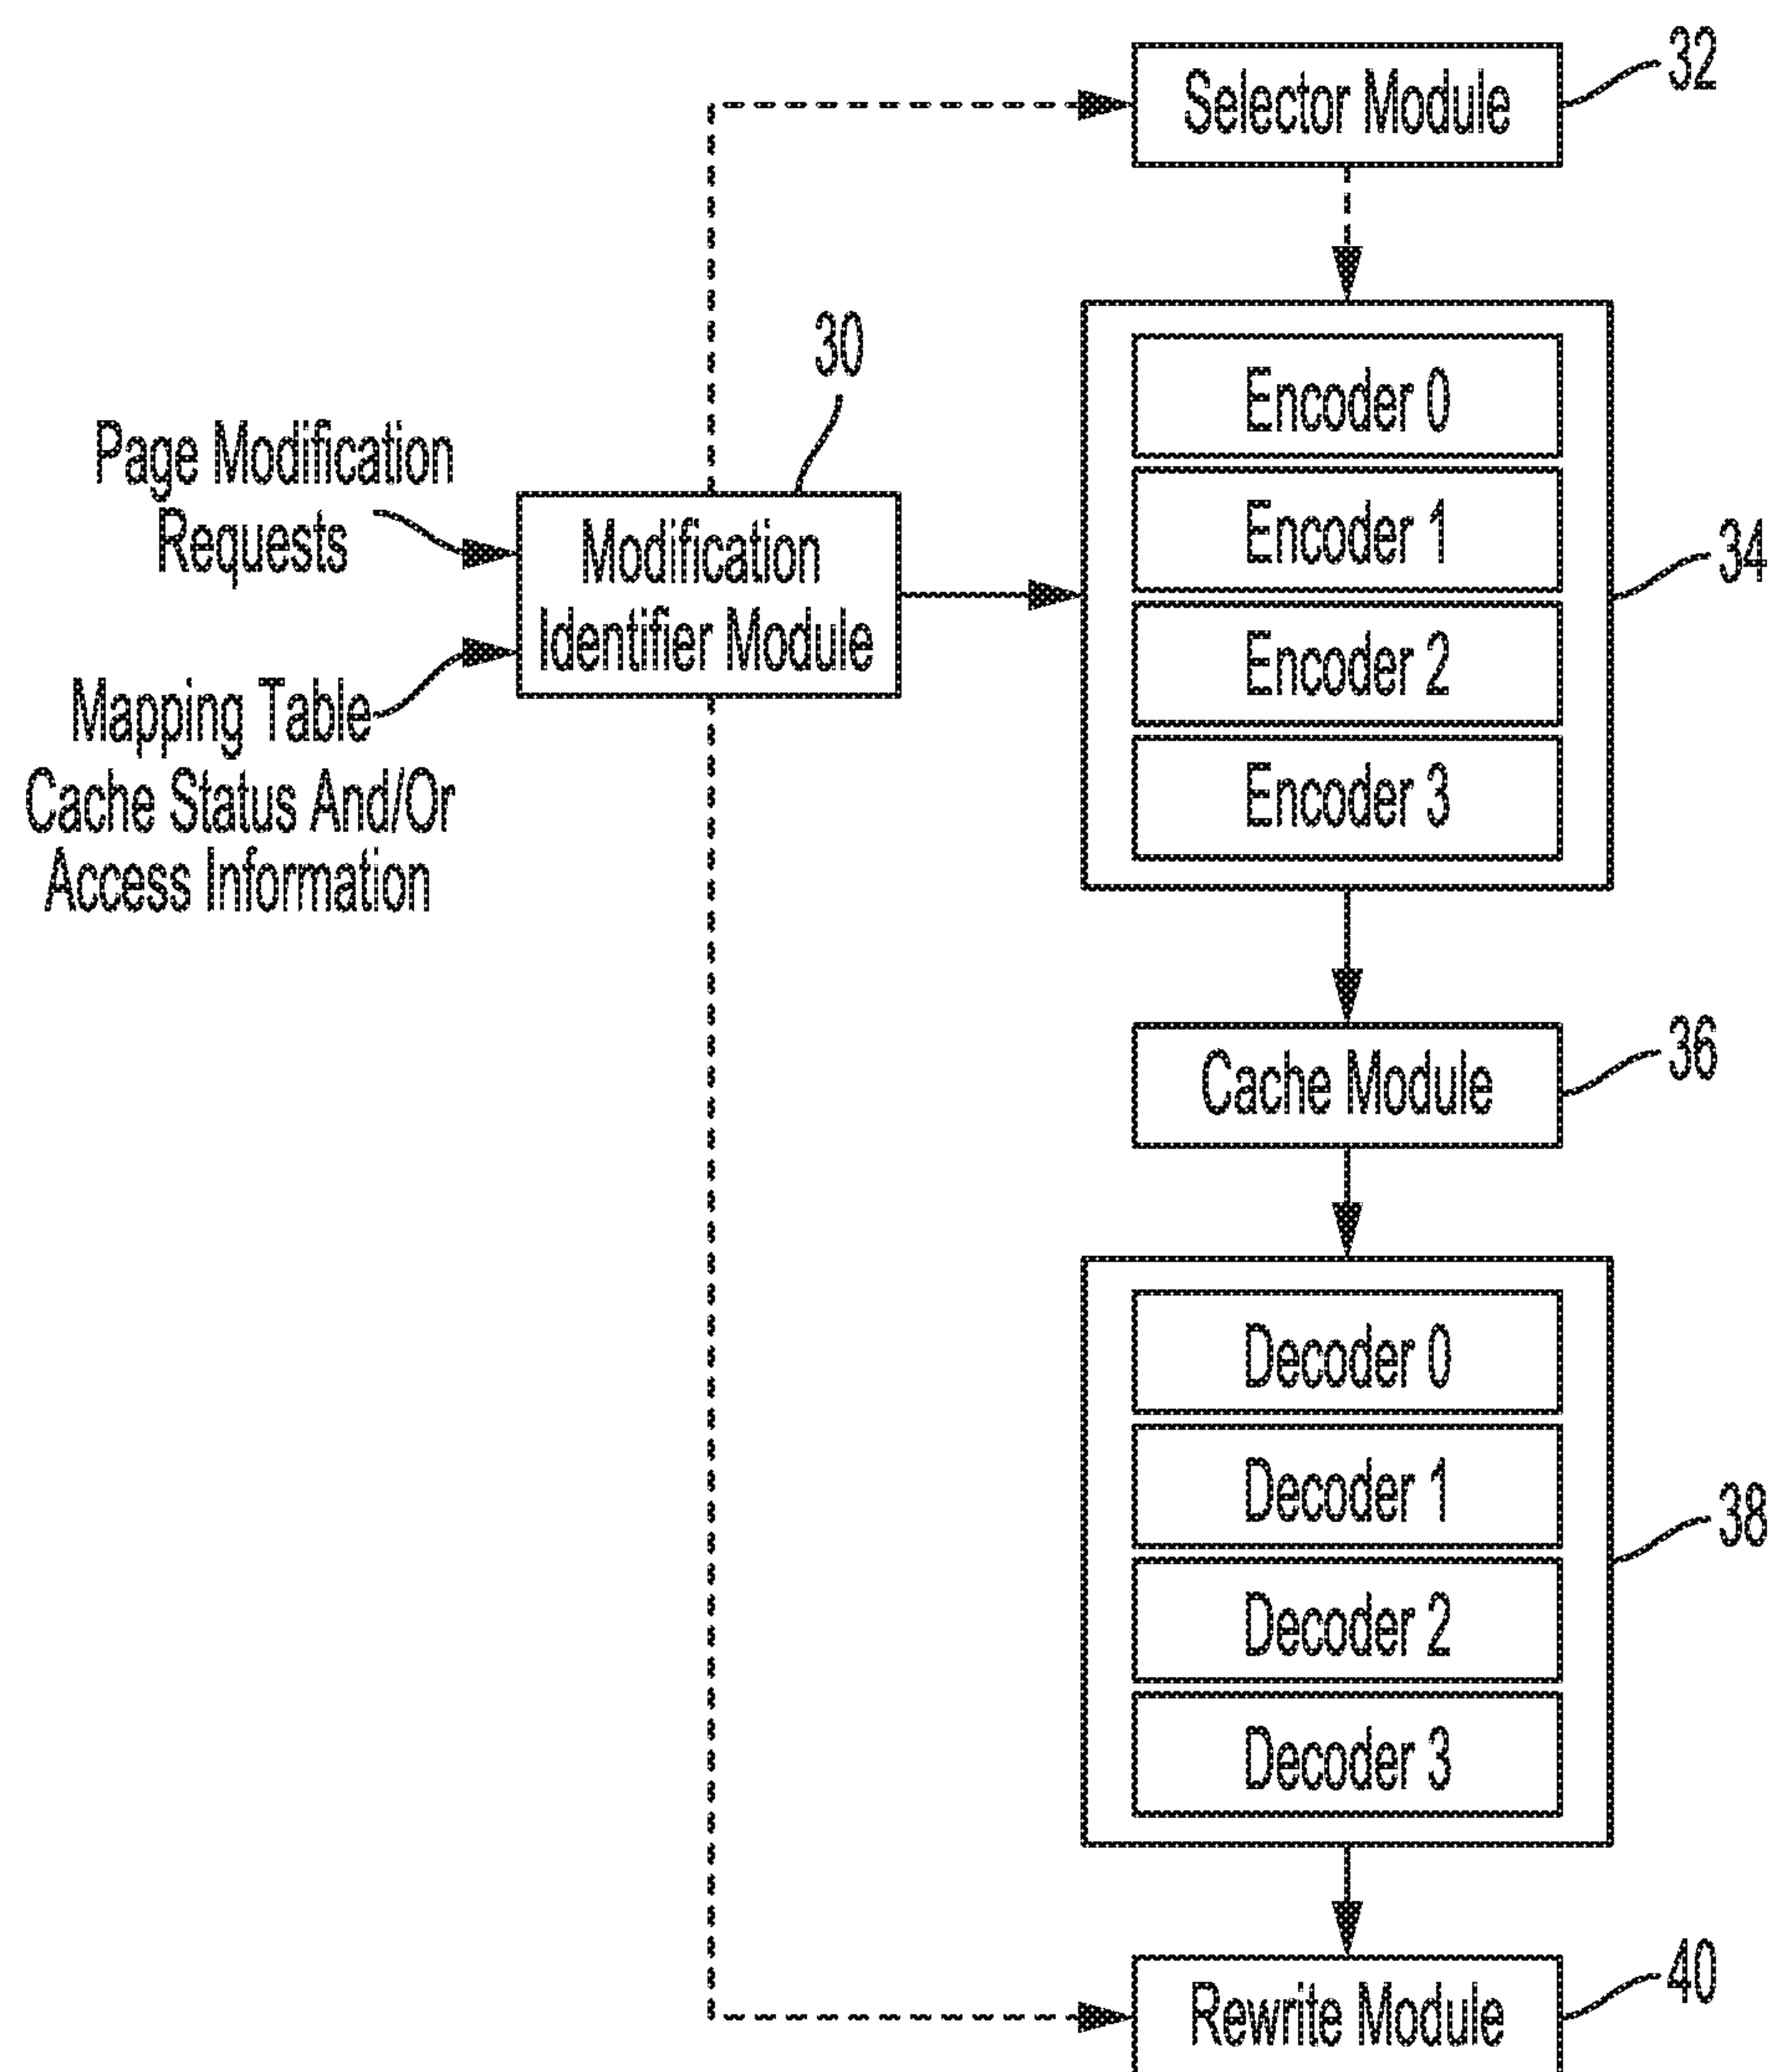 32
Selector Module
30
Encoder 0
Page Modification
Requests
Encoder 1
34
Modification
Identifier Module
Encoder 2
Mapping Table
Cache Status And/Or
Access Information
Encoder 3
36
Cache Module
Decoder 0
Decoder 1
38
Decoder 2
Decoder 3
40
Rewrite Module